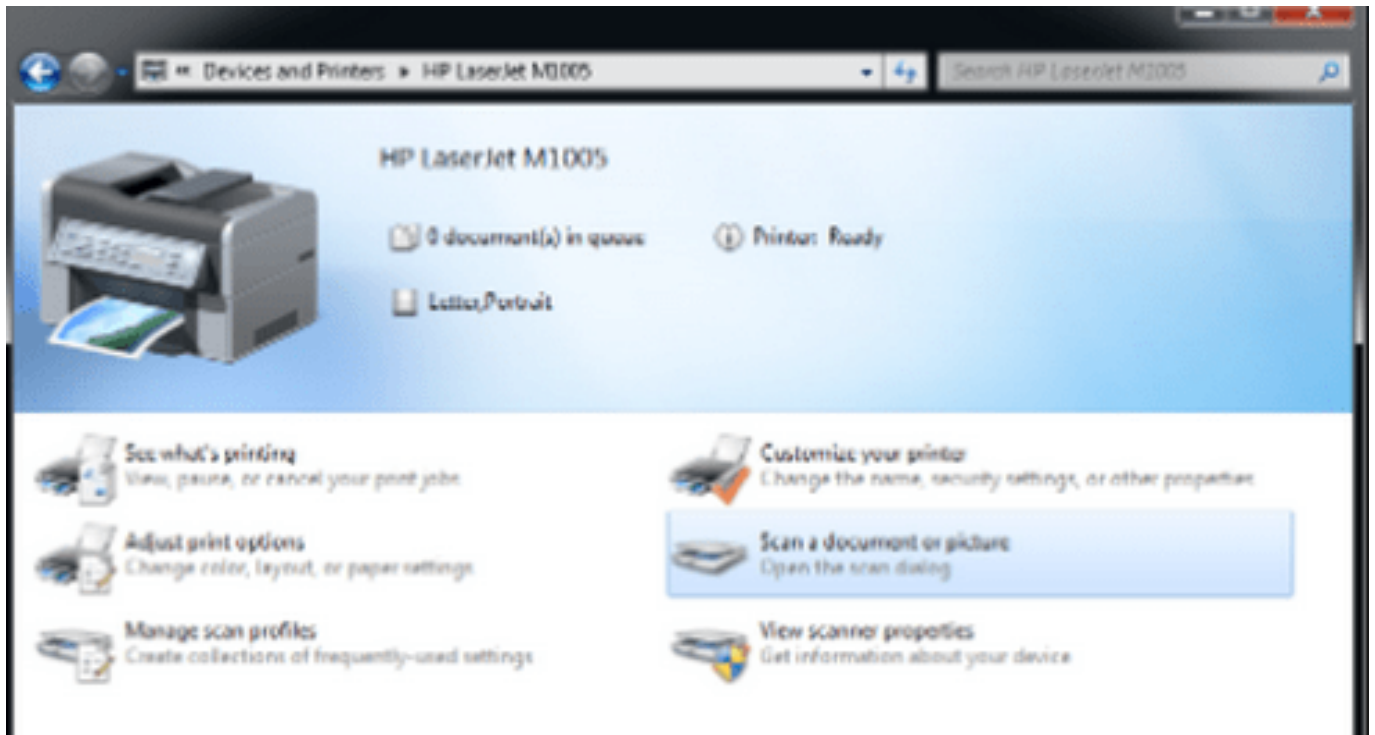 « Devices and Printers ▸ HP LaserJet M1005
Search HP LaserJet M1005
HP LaserJet M1005
0 document(s) in queue
Printer: Ready
Letter,Portrait
See what's printing
View, pause, or cancel your print jobs
Customize your printer
Change the name, security settings, or other properties
Adjust print options
Change color, layout, or paper settings
Scan a document or picture
Open the scan dialog
Manage scan profiles
Create collections of frequently-used settings
View scanner properties
Get information about your device